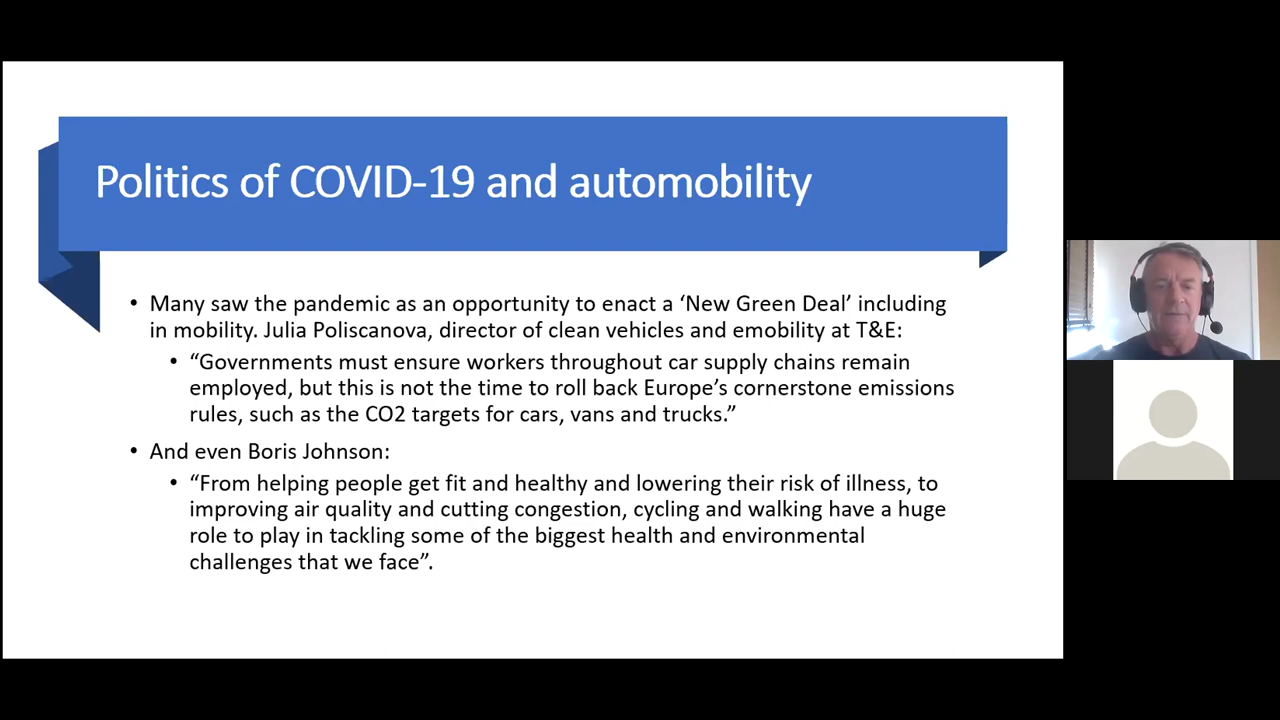 Politics of COVID-19 and automobility
• Many saw the pandemic as an opportunity to enact a ‘New Green Deal’ including
in mobility. Julia Poliscanova, director of clean vehicles and emobility at T&E:
• “Governments must ensure workers throughout car supply chains remain
employed, but this is not the time to roll back Europe’s cornerstone emissions
rules, such as the CO2 targets for cars, vans and trucks.”
• And even Boris Johnson:
• “From helping people get fit and healthy and lowering their risk of illness, to
improving air quality and cutting congestion, cycling and walking have a huge
role to play in tackling some of the biggest health and environmental
challenges that we face”.